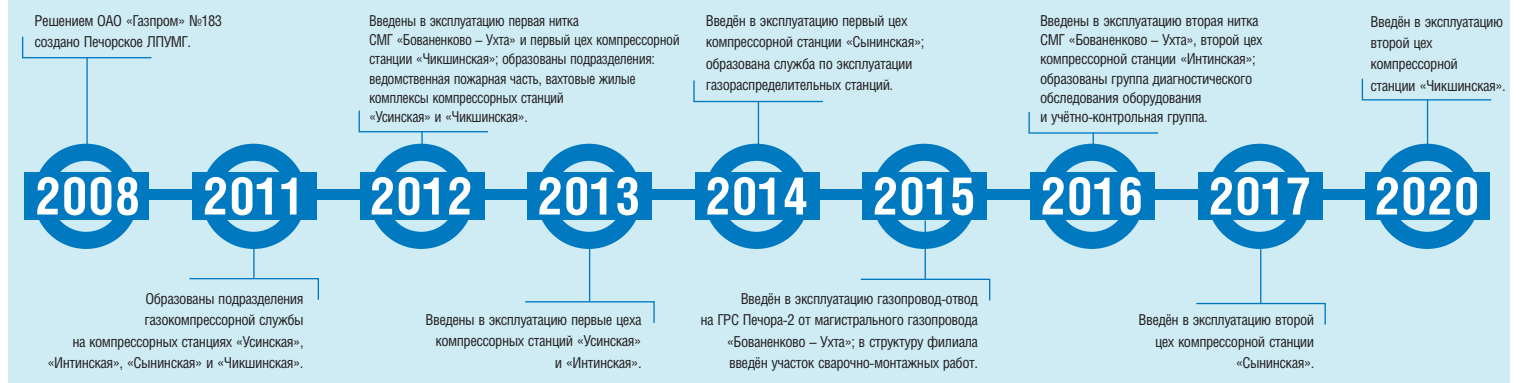 Решением ОАО «Газпром» №183
создано Печорское ЛПУМГ.
Введены в эксплуатацию первая нитка
СМГ «Бованенково – Ухта» и первый цех компрессорной
станции «Чикшинская»; образованы подразделения:
ведомственная пожарная часть, вахтовые жилые
комплексы компрессорных станций
«Усинская» и «Чикшинская».
Введён в эксплуатацию первый цех
компрессорной станции «Сынинская»;
образована служба по эксплуатации
газораспределительных станций.
Введены в эксплуатацию вторая нитка
СМГ «Бованенково – Ухта», второй цех
компрессорной станции «Интинская»;
образованы группа диагностического
обследования оборудования
и учётно-контрольная группа.
Введён в эксплуатацию
второй цех
компрессорной
станции «Чикшинская».
2008 2011 2012 2013 2014 2015 2016 2017 2020
Образованы подразделения
газокомпрессорной службы
на компрессорных станциях «Усинская»,
«Интинская», «Сынинская» и «Чикшинская».
Введены в эксплуатацию первые цеха
компрессорных станций «Усинская»
и «Интинская».
Введён в эксплуатацию газопровод-отвод
на ГРС Печора-2 от магистрального газопровода
«Бованенково – Ухта»; в структуру филиала
введён участок сварочно-монтажных работ.
Введён в эксплуатацию второй
цех компрессорной станции
«Сынинская».